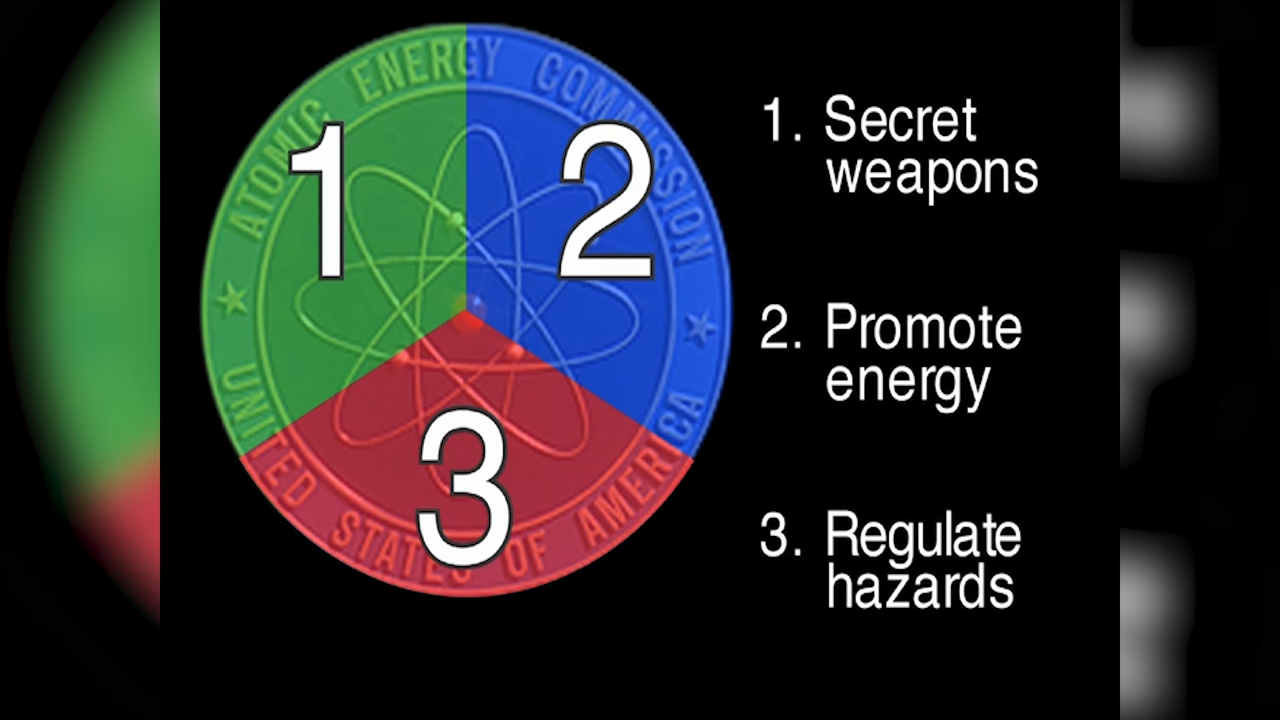 ATOMIC ENERGY COMMISSION
UNITED STATES OF AMERICA
1
2
3
1. Secret
weapons
2. Promote
energy
3. Regulate
hazards